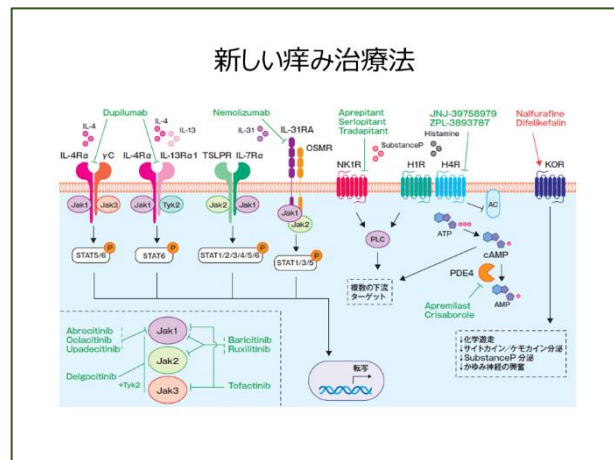 新しい痒み治療法
Dupilumab
IL-4
IL-4
IL-13
IL-4Rα
γC
IL-4Rα
IL-13Rα1
Jak1
Jak3
Jak1
Tyk2
P
STAT5/6
P
STAT6
TSLPR
IL-7Rα
Jak2
Jak1
P
STAT1/2/3/4/5/6
Nemolizumab
IL-31
IL-31RA
OSMR
Jak1
Jak2
P
STAT1/3/5
Aprepitant
Serlopitant
Tradapitant
SubstanceP
NK1R
Histamine
H1R
JNJ-39758979
ZPL-3893787
H4R
PLC
複数の下流
ターゲット
AC
ATP
cAMP
PDE4
AMP
Apremilast
Crisaborole
Nalfurafine
Difelikefalin
KOR
↓化学遊走
↓サイトカイン/ケモカイン分泌
↓SubstanceP 分泌
↓かゆみ神経の興奮
Abrocitinib
Oclacitinib
Upadecitinib
Jak1
Baricitinib
Ruxilitinib
Jak2
Delgocitinib
+Tyk2
Jak3
Tofactinib
転写